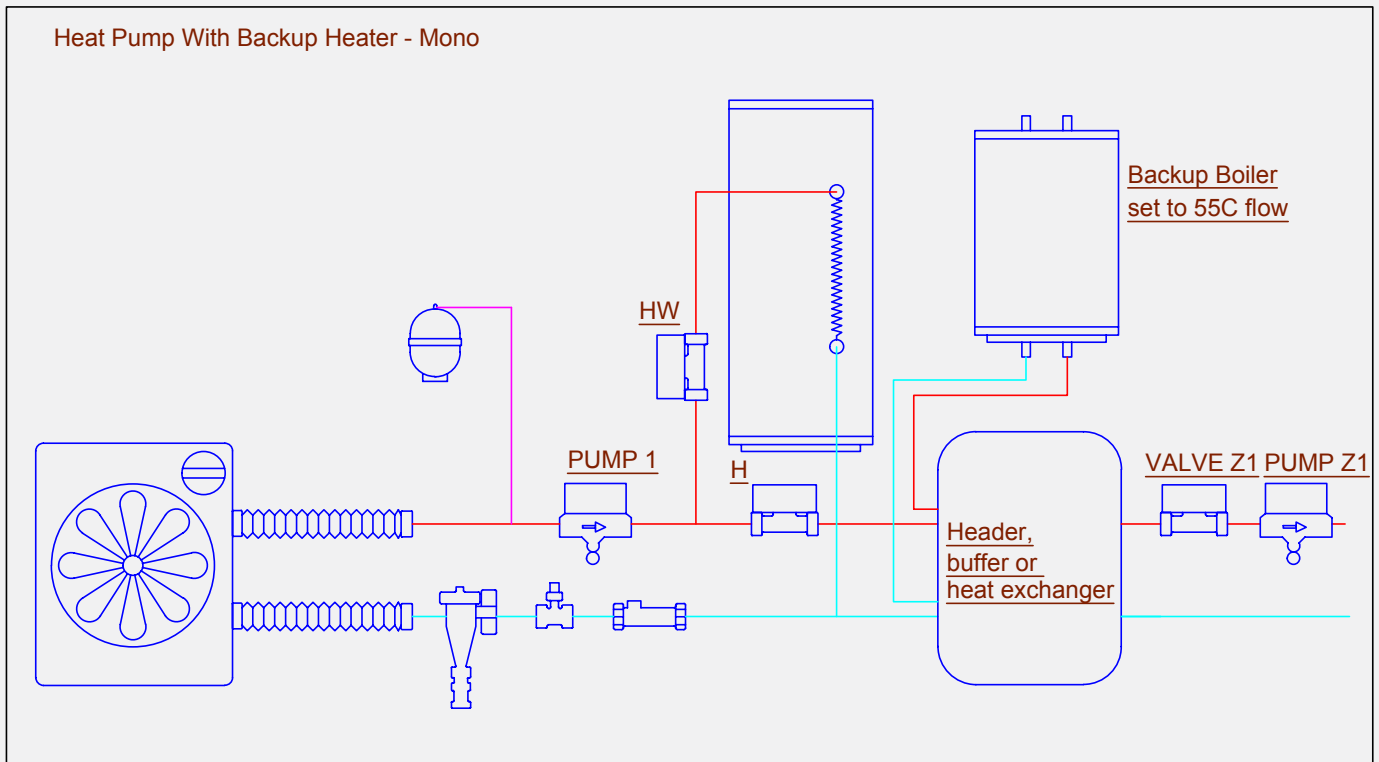 Heat Pump With Backup Heater - Mono
Backup Boiler
set to 55C flow
HW
PUMP 1
H
VALVE Z1
PUMP Z1
Header,
buffer or
heat exchanger